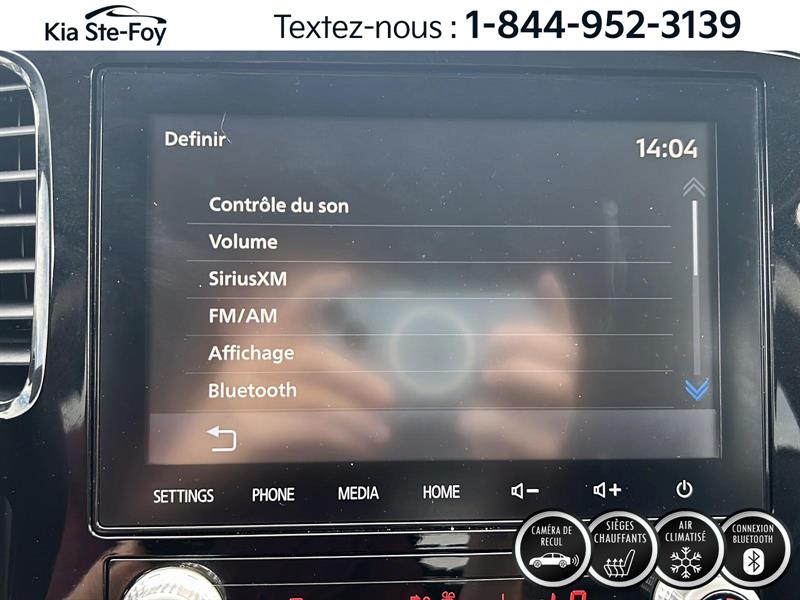 Kia Ste-Foy
Textez-nous : 1-844-952-3139
Definir
14:04
Contrôle du son
Volume
SiriusXM
FM/AM
Affichage
Bluetooth
SETTINGS PHONE MEDIA HOME
CAMÉRA DE
RECUL
SIÈGES
CHAUFFANTS
AIR
CLIMATISÉ
CONNEXION
BLUETOOTH